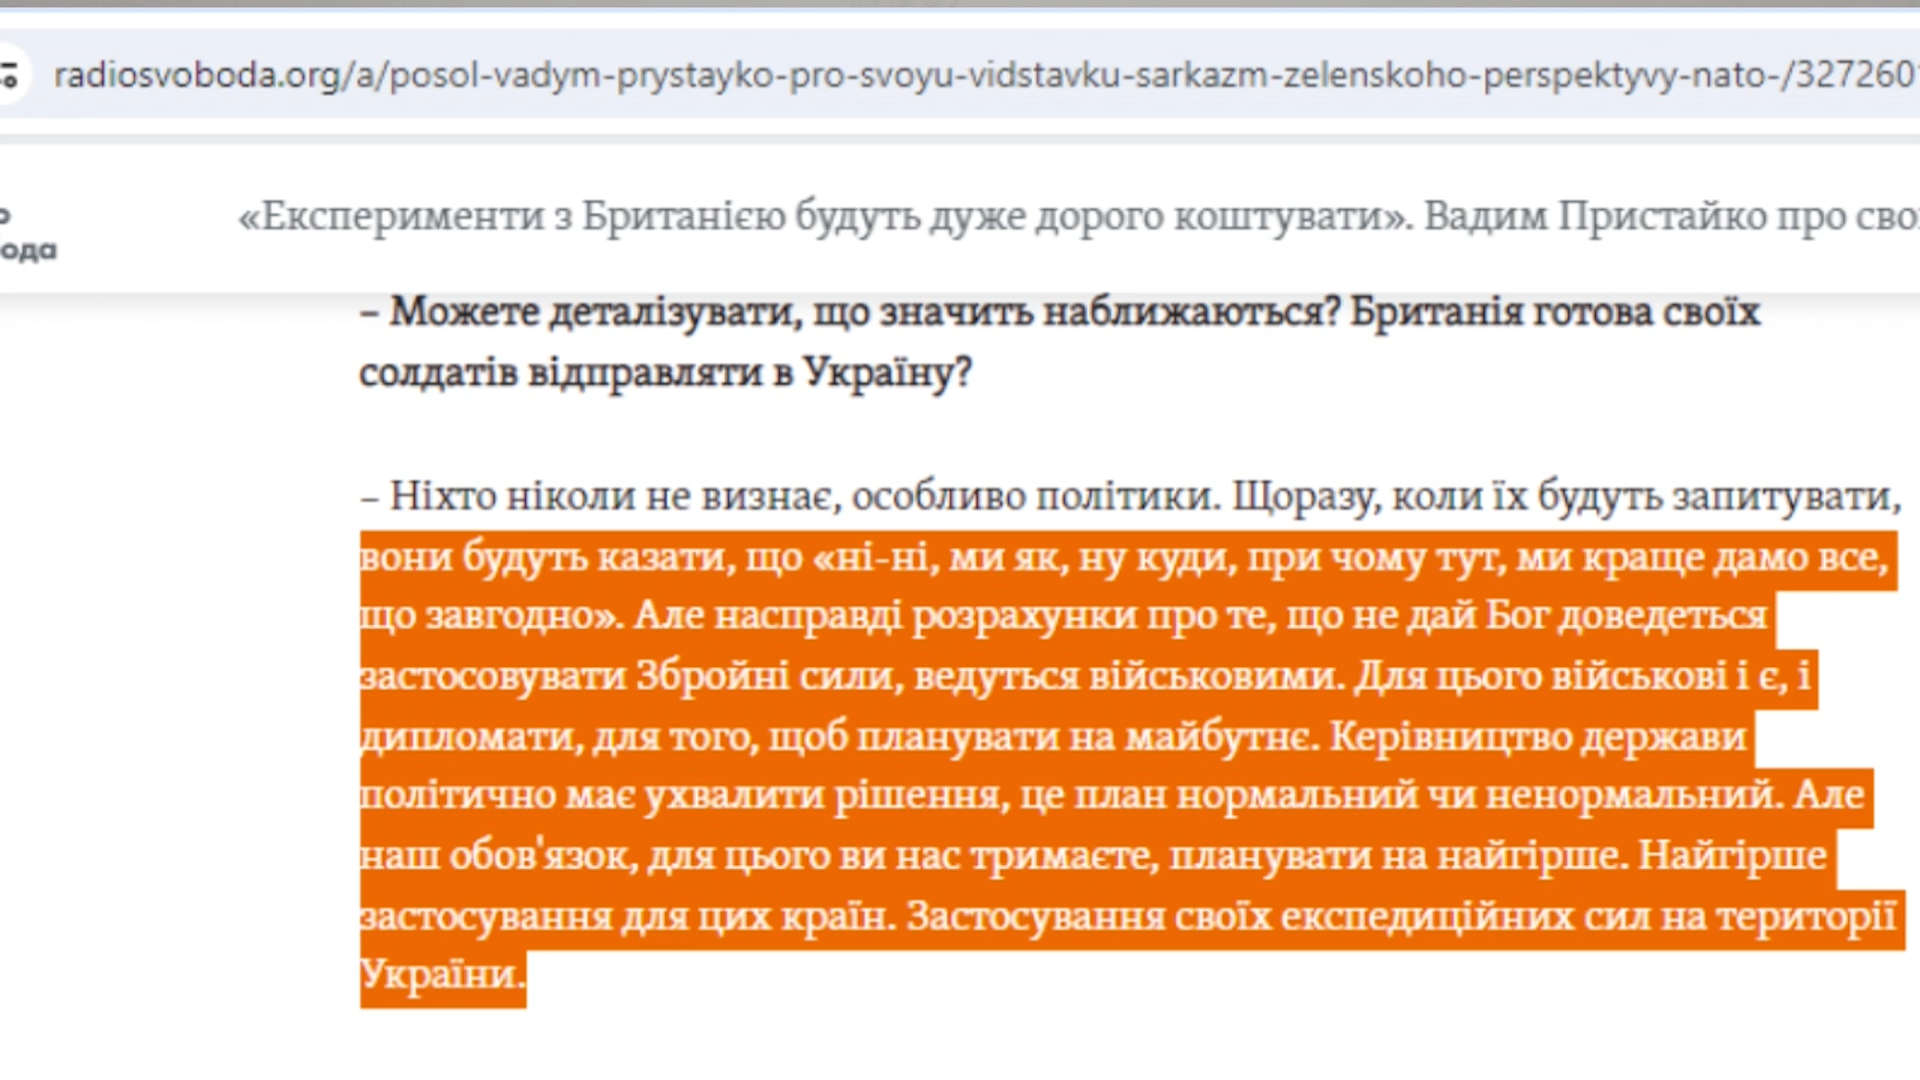 radiosvoboda.org/a/posol-vadym-prystayko-pro-svoyu-vidstavku-sarkazm-zelenskoho-perspektyvy-nato-/327260
«Експерименти з Британією будуть дуже дорого коштувати». Вадим Пристайко про сво
ода
– Можете деталізувати, що значить наближаються? Британія готова своїх
солдатів відправляти в Україну?
– Ніхто ніколи не визнає, особливо політики. Щоразу, коли їх будуть запитувати,
вони будуть казати, що «ні-ні, ми як, ну куди, при чому тут, ми краще дамо все,
що завгодно». Але насправді розрахунки про те, що не дай Бог доведеться
застосовувати Збройні сили, ведуться військовими. Для цього військові і є, і
дипломати, для того, щоб планувати на майбутнє. Керівництво держави
політично має ухвалити рішення, це план нормальний чи ненормальний. Але
наш обов'язок, для цього ви нас тримаєте, планувати на найгірше. Найгірше
застосування для цих країн. Застосування своїх експедиційних сил на території
України.